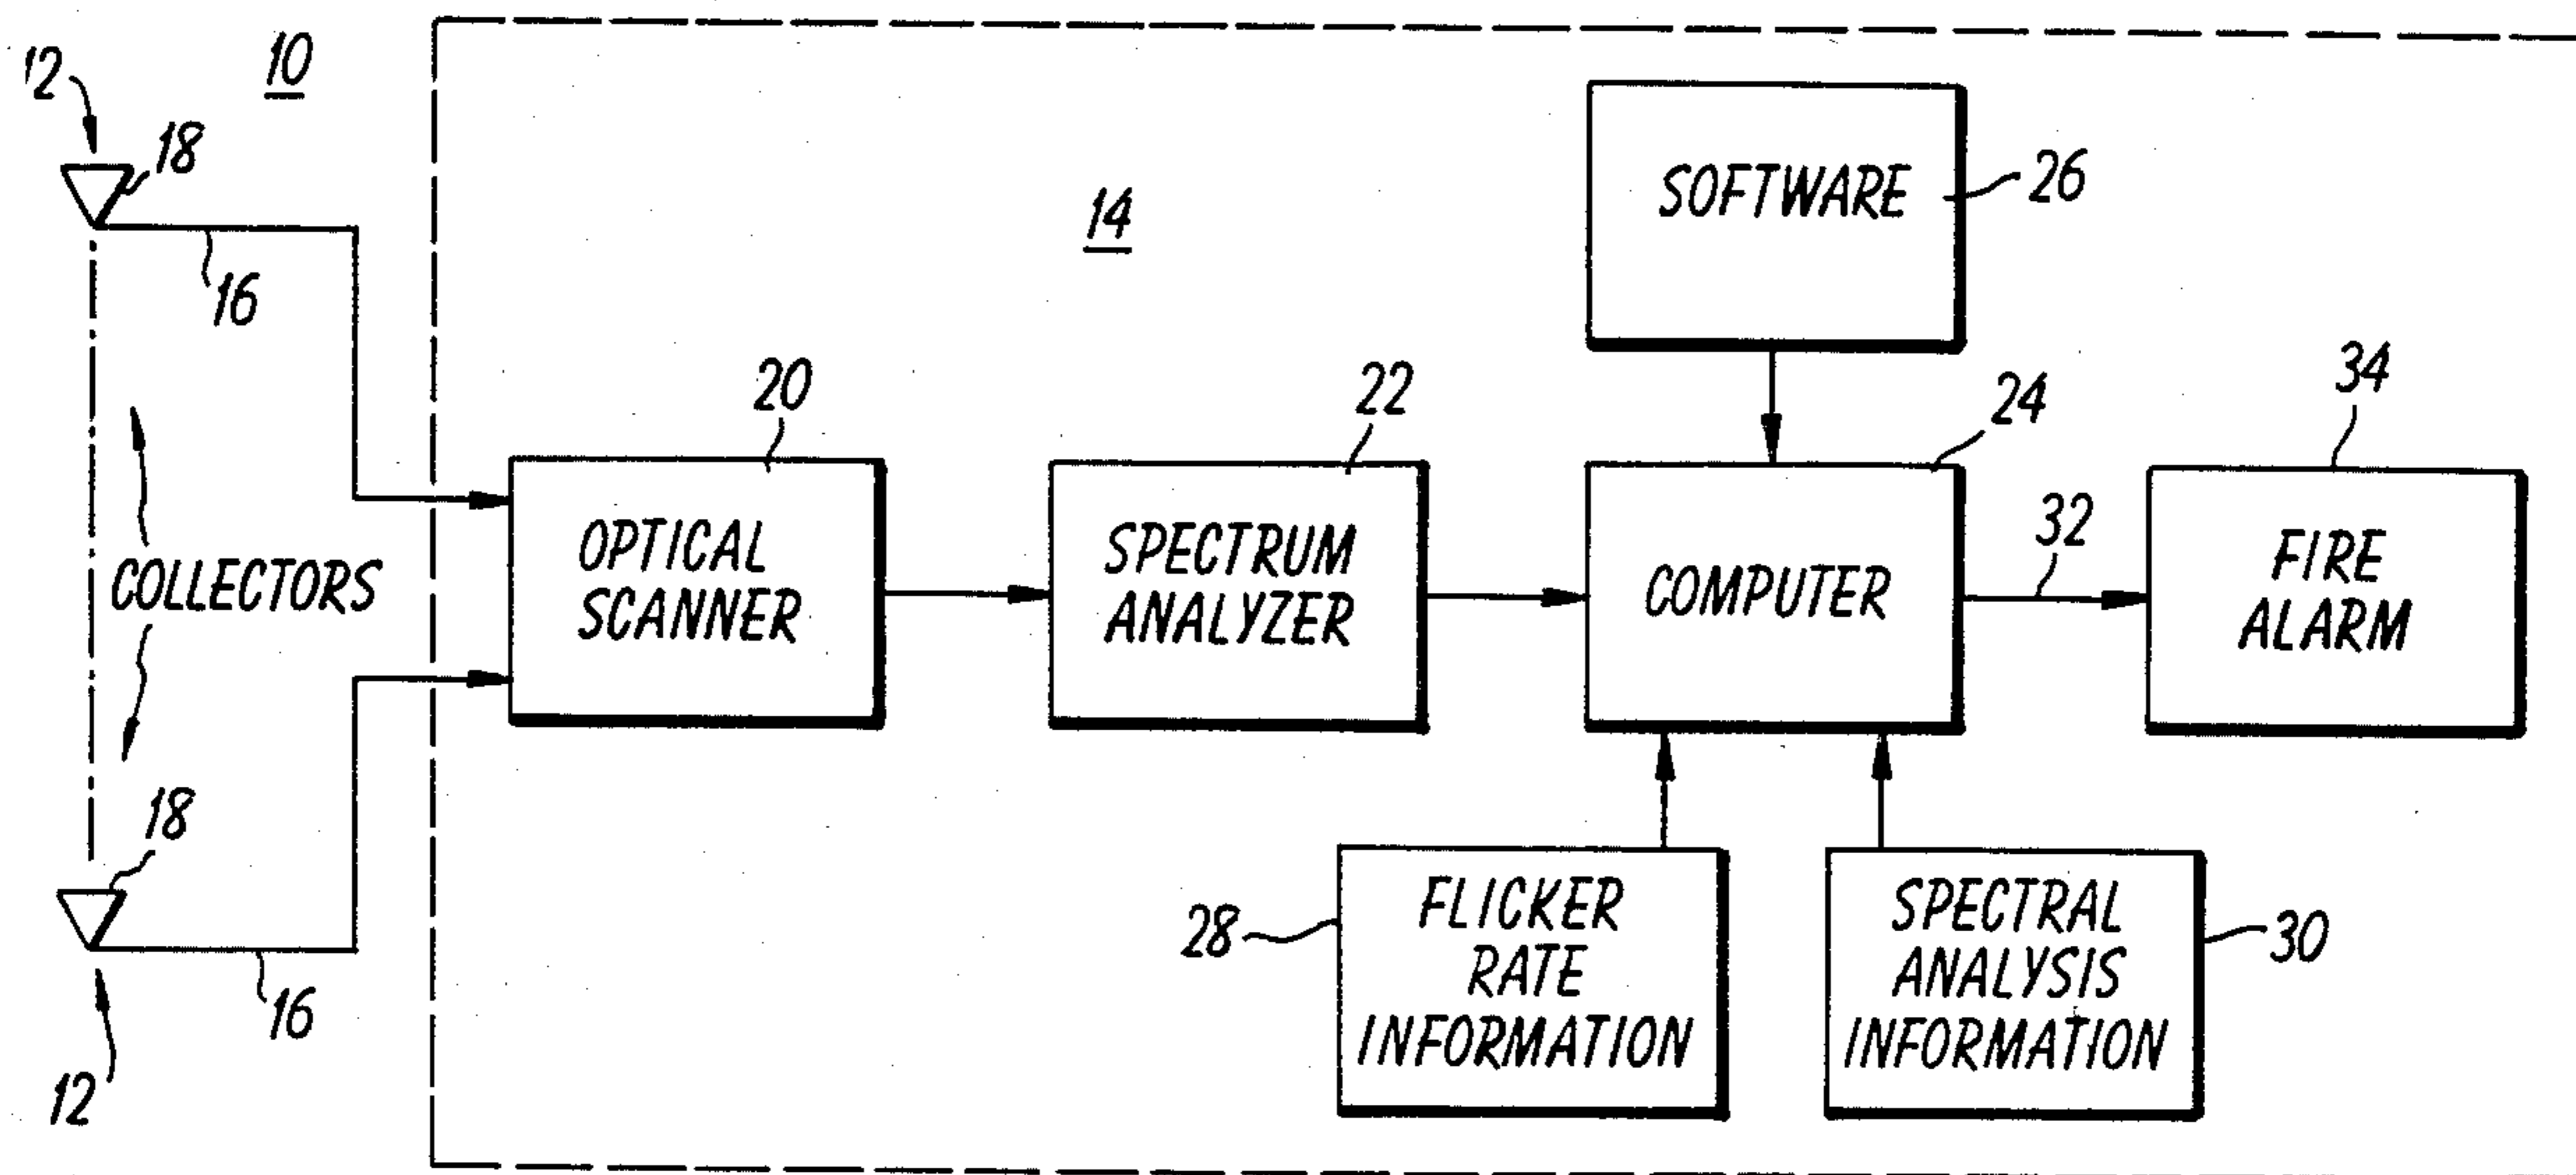 10
12
18
16
14
SOFTWARE
26
20
22
24
34
OPTICAL
SCANNER
SPECTRUM
ANALYZER
COMPUTER
32
FIRE
ALARM
COLLECTORS
18
16
12
28
FLICKER
RATE
INFORMATION
SPECTRAL
ANALYSIS
INFORMATION
30